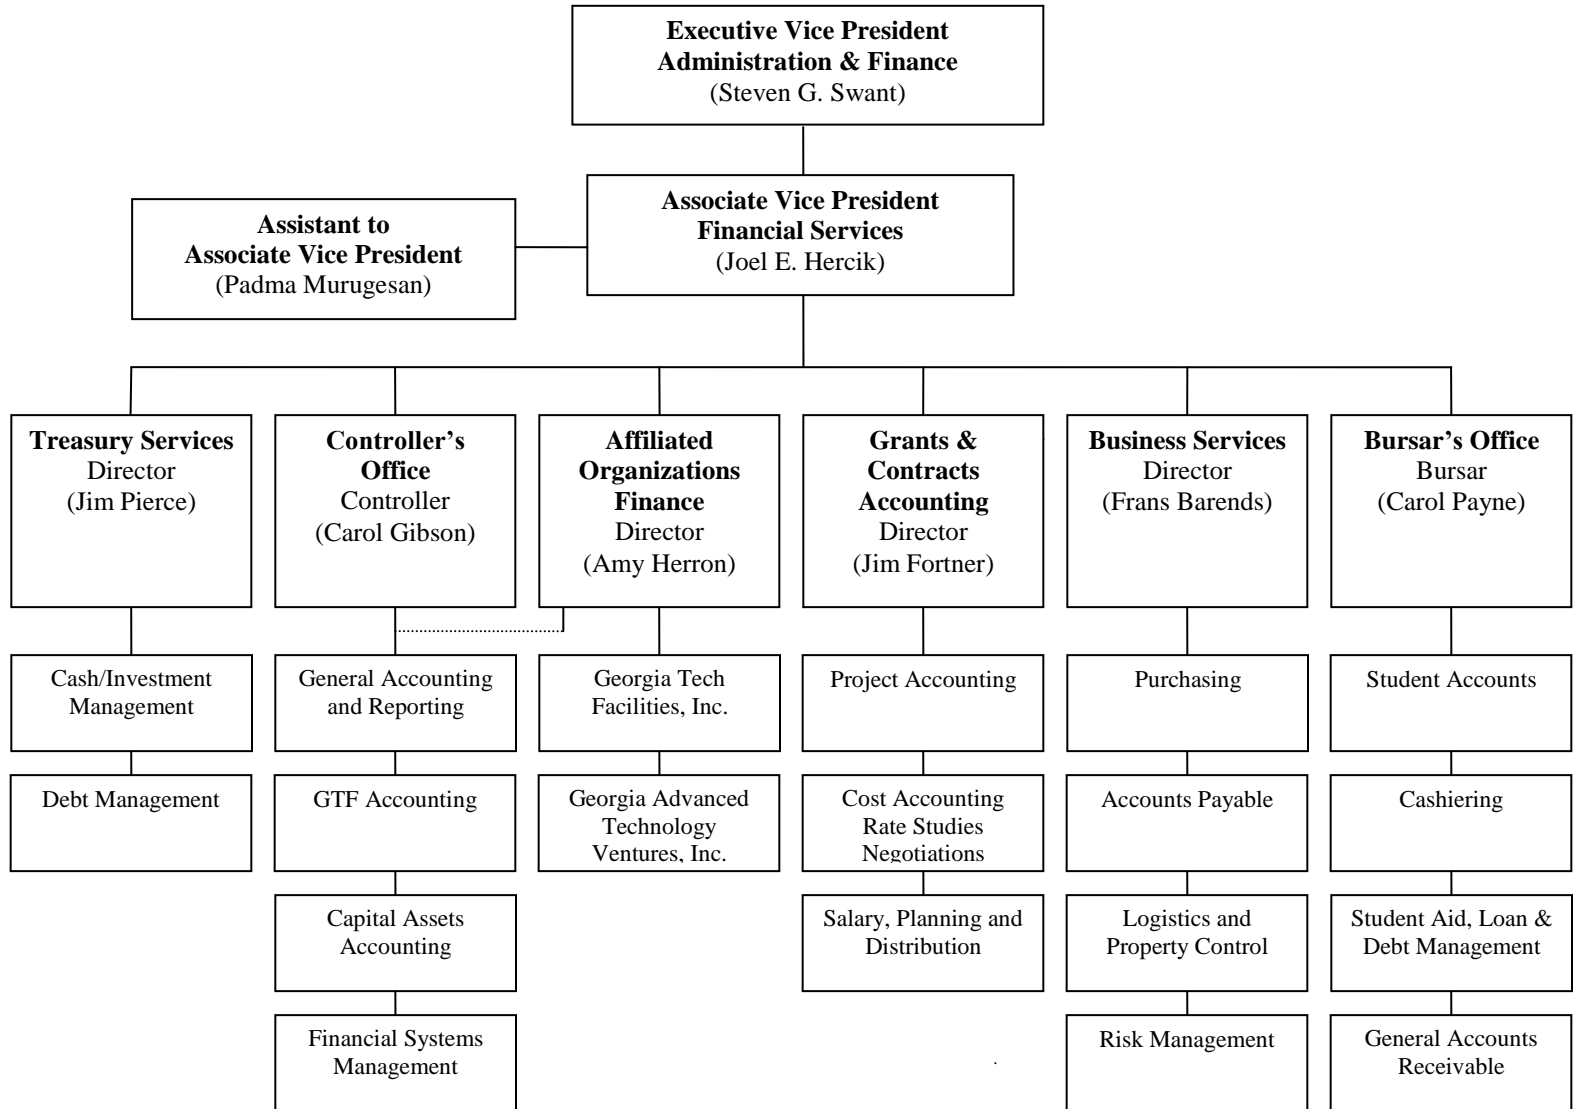 Executive Vice President
Administration & Finance
(Steven G. Swant)
Associate Vice President
Financial Services
(Joel E. Hercik)
Assistant to
Associate Vice President
(Padma Murugesan)
Treasury Services
Director
(Jim Pierce)
Controller’s
Office
Controller
(Carol Gibson)
Affiliated
Organizations
Finance
Director
(Amy Herron)
Grants &
Contracts
Accounting
Director
(Jim Fortner)
Business Services
Director
(Frans Barends)
Bursar’s Office
Bursar
(Carol Payne)
Cash/Investment
Management
General Accounting
and Reporting
Georgia Tech
Facilities, Inc.
Project Accounting
Purchasing
Student Accounts
Debt Management
GTF Accounting
Georgia Advanced
Technology
Ventures, Inc.
Cost Accounting
Rate Studies
Negotiations
Accounts Payable
Cashiering
Capital Assets
Accounting
Salary, Planning and
Distribution
Logistics and
Property Control
Student Aid, Loan &
Debt Management
Financial Systems
Management
Risk Management
General Accounts
Receivable